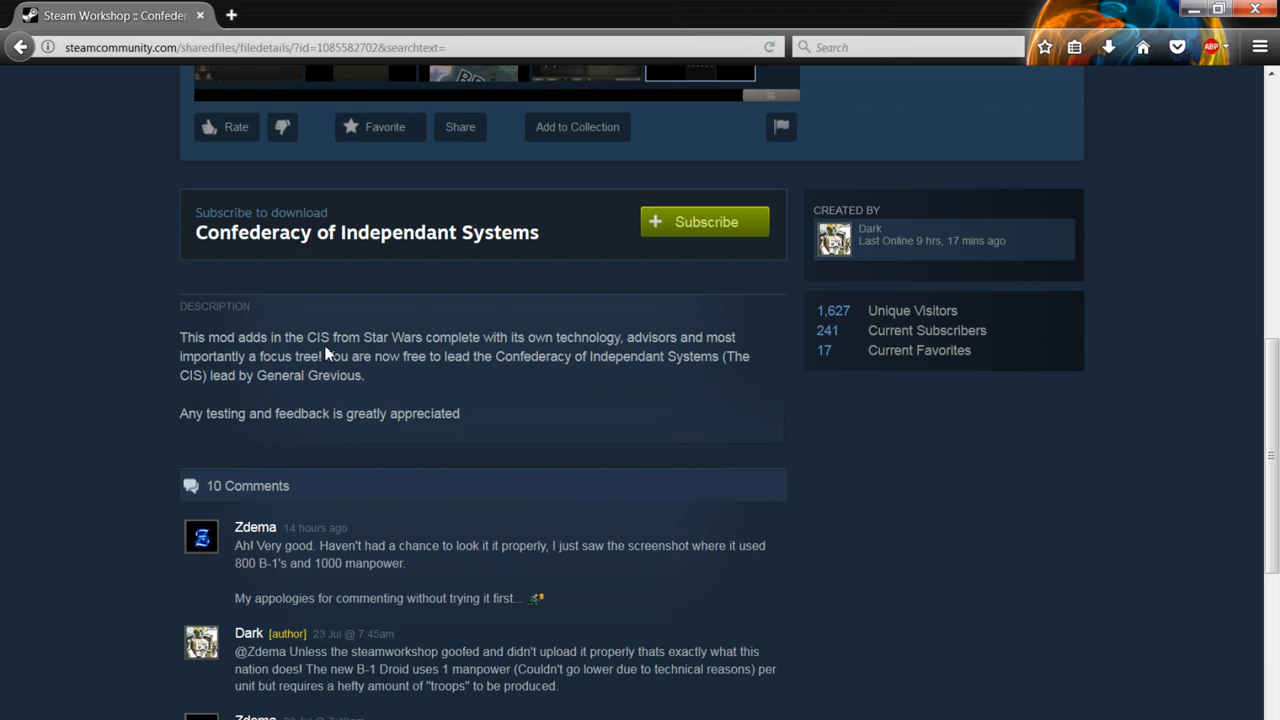 Steam Workshop :: Confeder
steamcommunity.com/sharedfiles/filedetails/?id=1085582702&searchtext=
Search
ABP
Rate
Favorite
Share
Add to Collection
Subscribe to download
Confederacy of Independant Systems
Subscribe
CREATED BY
Dark
Last Online 9 hrs, 17 mins ago
1,627 Unique Visitors
241 Current Subscribers
17 Current Favorites
DESCRIPTION
This mod adds in the CIS from Star Wars complete with its own technology, advisors and most
importantly a focus tree! You are now free to lead the Confederacy of Independant Systems (The
CIS) lead by General Grevious.
Any testing and feedback is greatly appreciated
10 Comments
Zdema 14 hours ago
Ah! Very good. Haven't had a chance to look it it properly, I just saw the screenshot where it used
800 B-1's and 1000 manpower.
My appologies for commenting without trying it first...
Dark [author] 23 Jul @ 7:45am
@Zdema Unless the steamworkshop goofed and didn't upload it properly thats exactly what this
nation does! The new B-1 Droid uses 1 manpower (Couldn't go lower due to technical reasons) per
unit but requires a hefty amount of "troops" to be produced.
Zdema